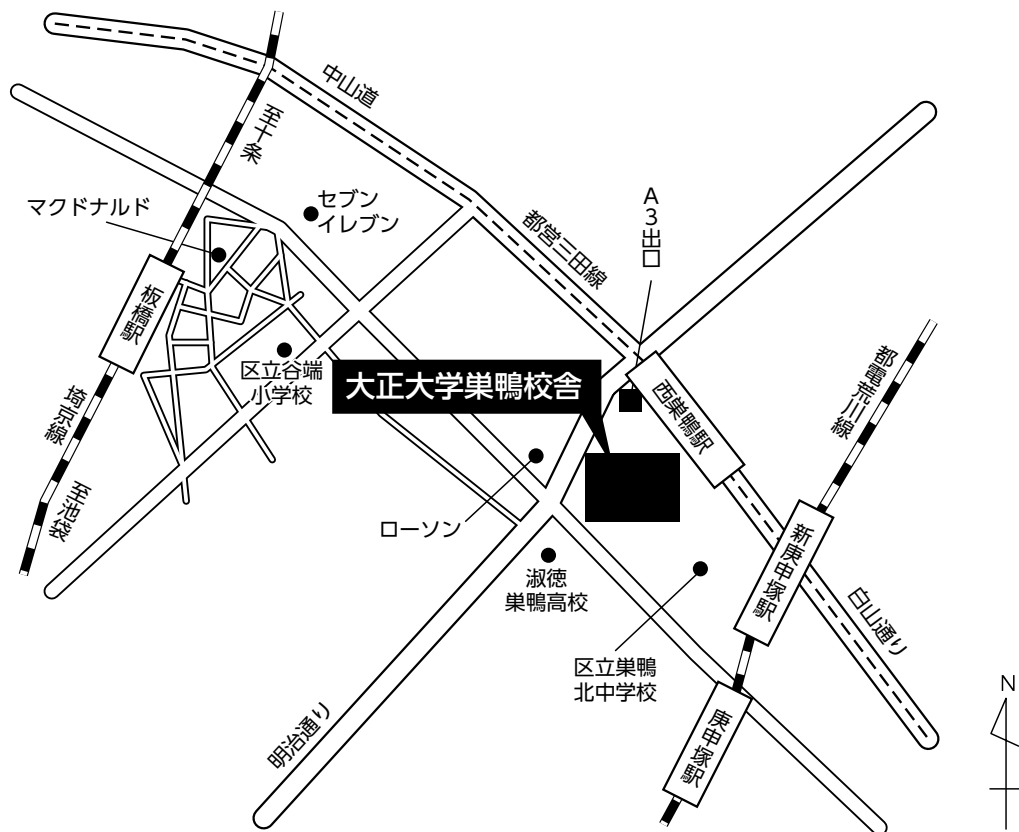 中山道
至十条
マクドナルド
セブン
イレブン
A3出口
都営三田線
板橋駅
区立谷端
小学校
大正大学巣鴨校舎
西巣鴨駅
都電荒川線
埼京線
至池袋
ローソン
新庚申塚駅
淑徳
巣鴨高校
白山通り
区立巣鴨
北中学校
庚申塚駅
明治通り
N